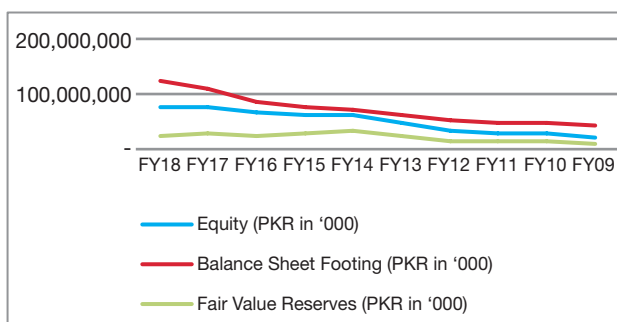 200,000,000
100,000,000
-
FY18 FY17 FY16 FY15 FY14 FY13 FY12 FY11 FY10 FY09
Equity (PKR in ‘000)
Balance Sheet Footing (PKR in ‘000)
Fair Value Reserves (PKR in ‘000)